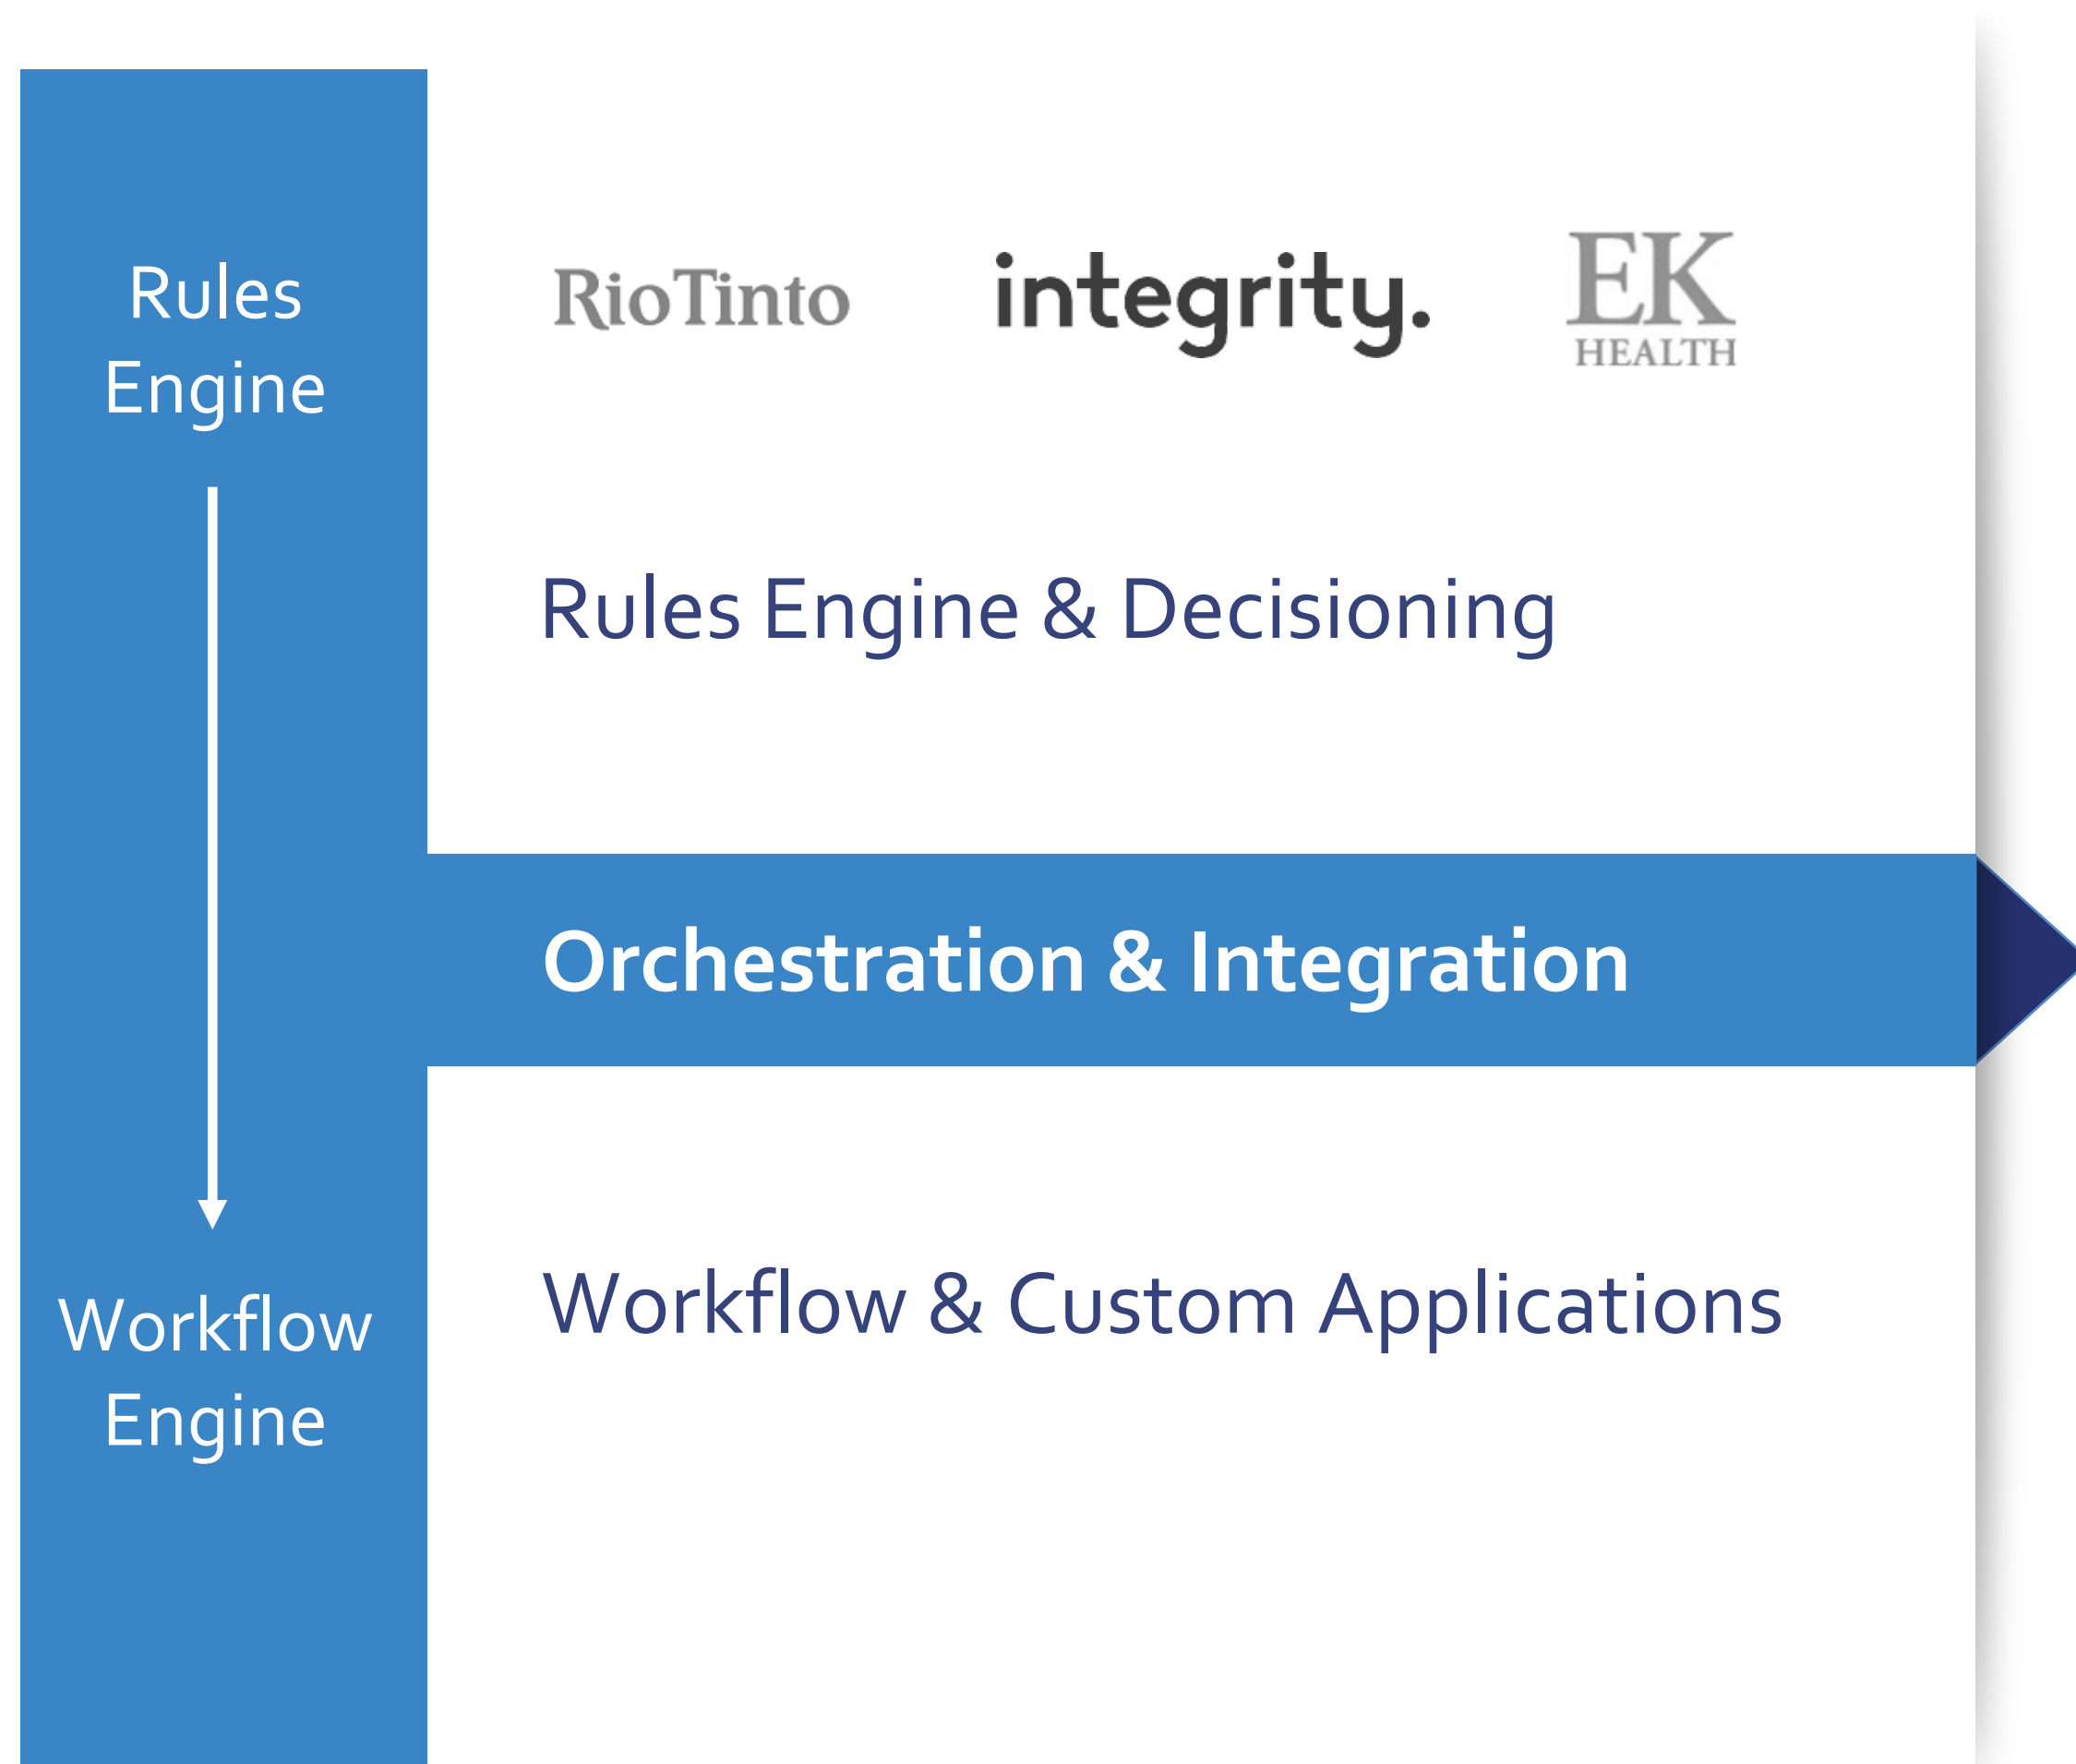 Rules
Engine
RioTinto
integrity.
EK
HEALTH
Rules Engine & Decisioning
Orchestration & Integration
Workflow
Engine
Workflow & Custom Applications